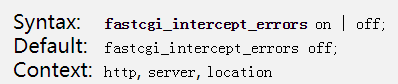 Syntax: fastcgi_intercept_errors on | off;
Default: fastcgi_intercept_errors off;
Context: http, server, location